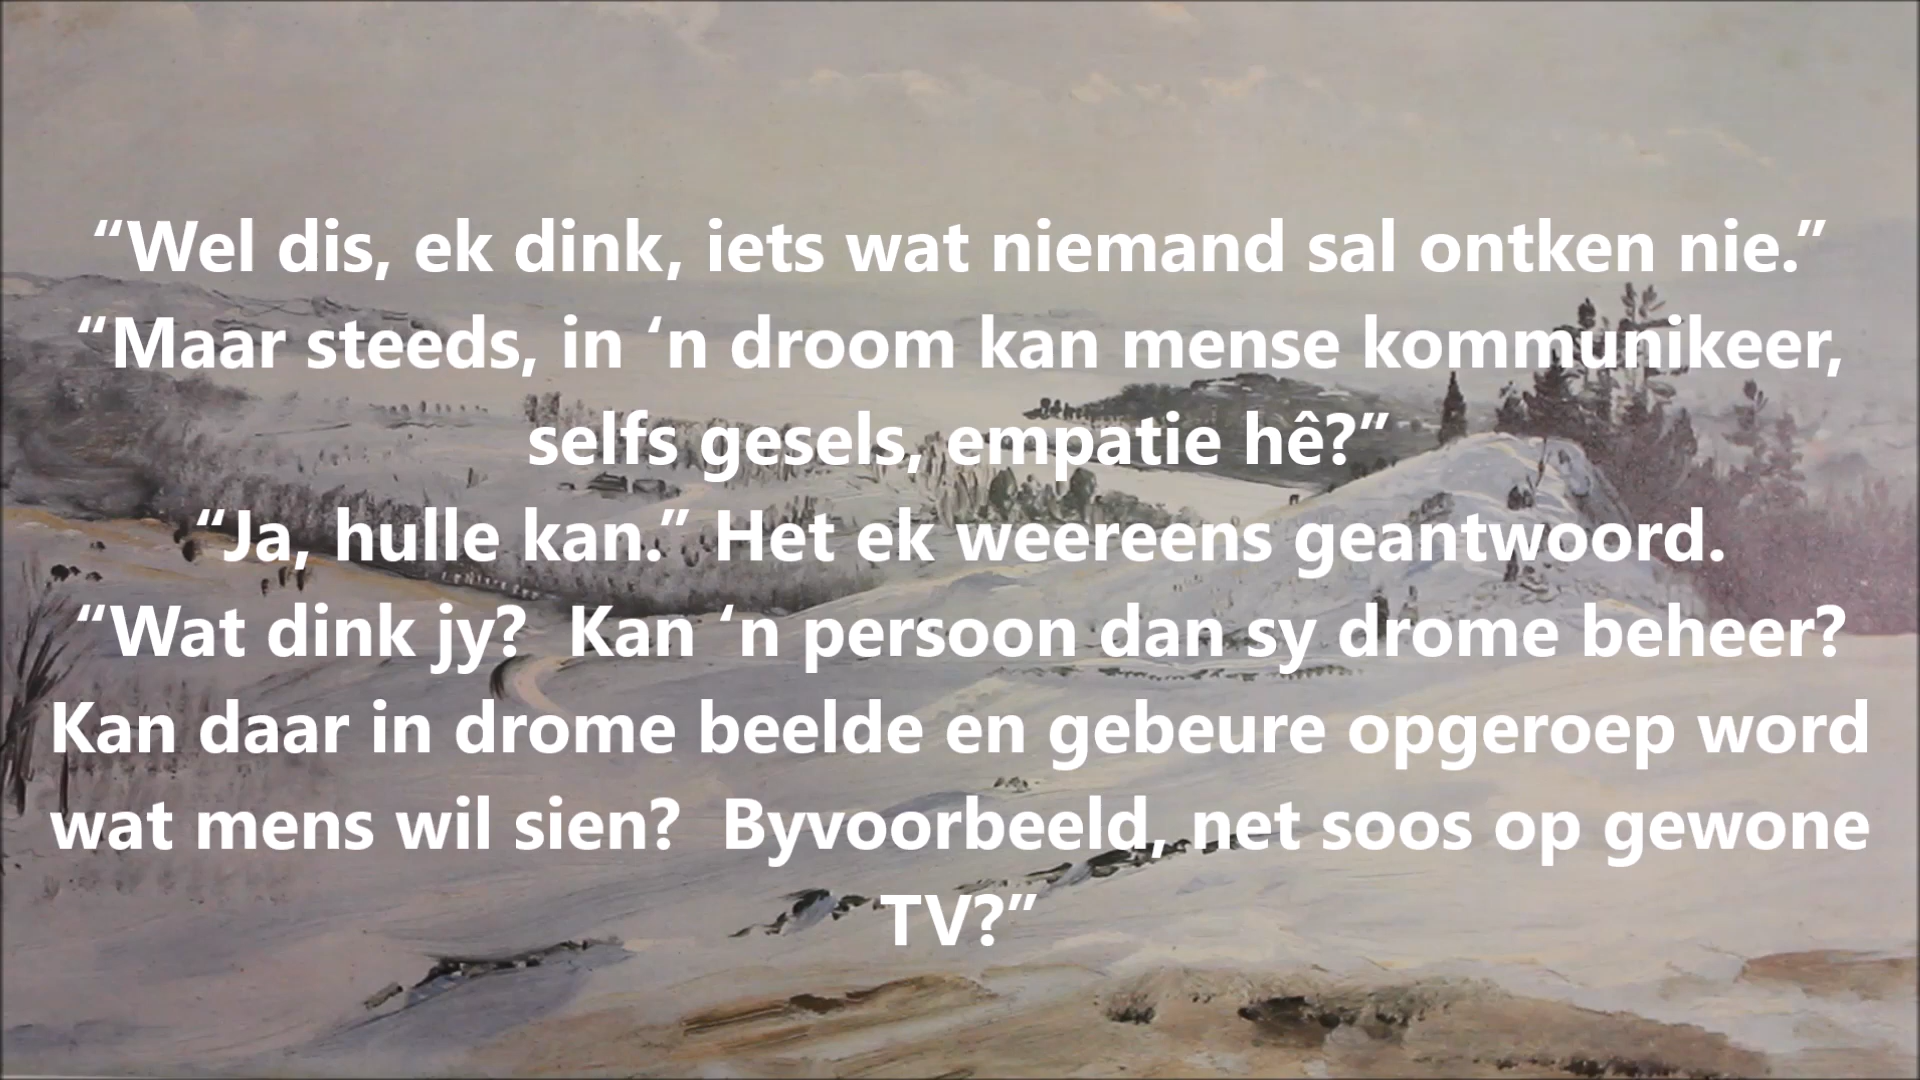 “Wel dis, ek dink, iets wat niemand sal ontken nie.”
“Maar steeds, in ‘n droom kan mense kommunikeer,
selfs gesels, empatie hê?”
“Ja, hulle kan.”  Het ek weereens geantwoord.
“Wat dink jy?  Kan ‘n persoon dan sy drome beheer?
Kan daar in drome beelde en gebeure opgeroep word
wat mens wil sien?  Byvoorbeeld, net soos op gewone
TV?”